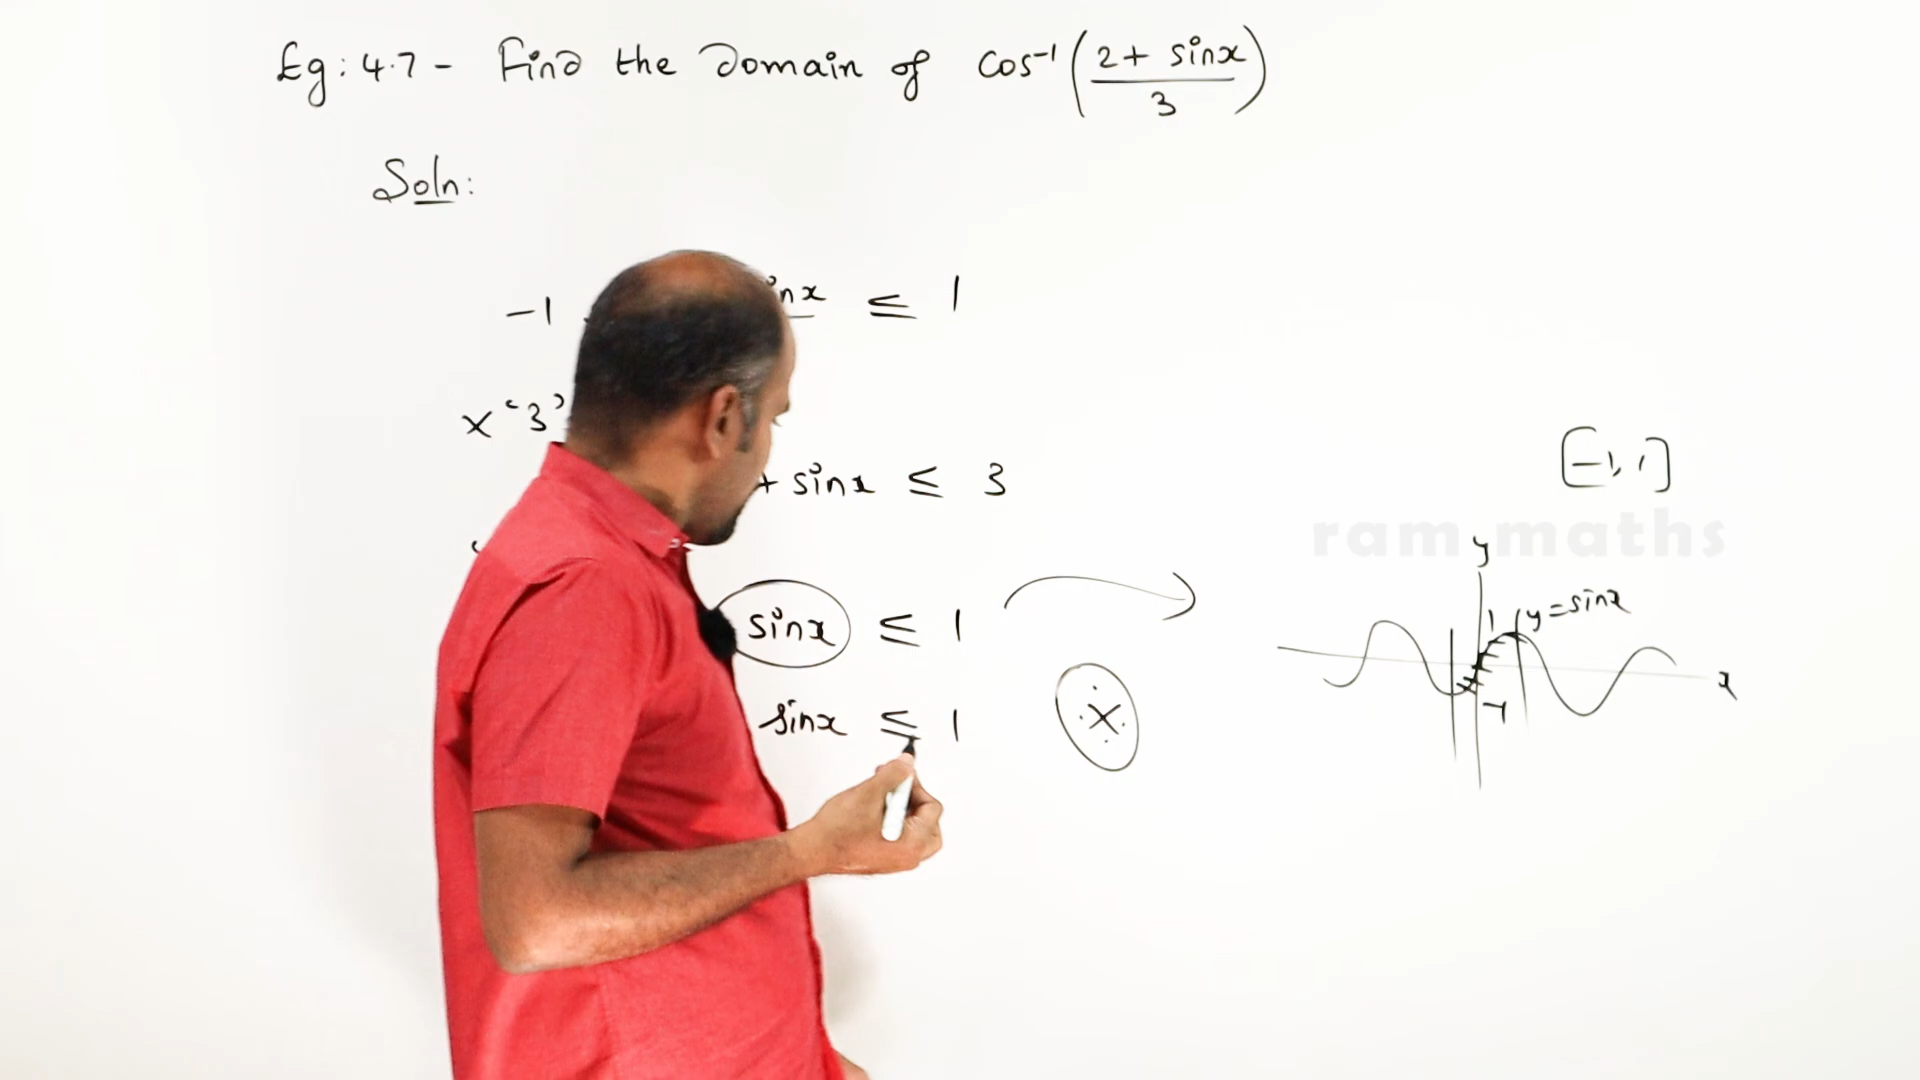 Eg: 4.7 - Find the Domain of cos⁻¹(2 + sinx / 3)
Soln:
-1 sinx ≤ 1
x '3'
+ sinx ≤ 3
sinx ≤ 1
sinx ≤ 1
x
[-1, 1]
ram maths
y
1 y = sinx
x
-1